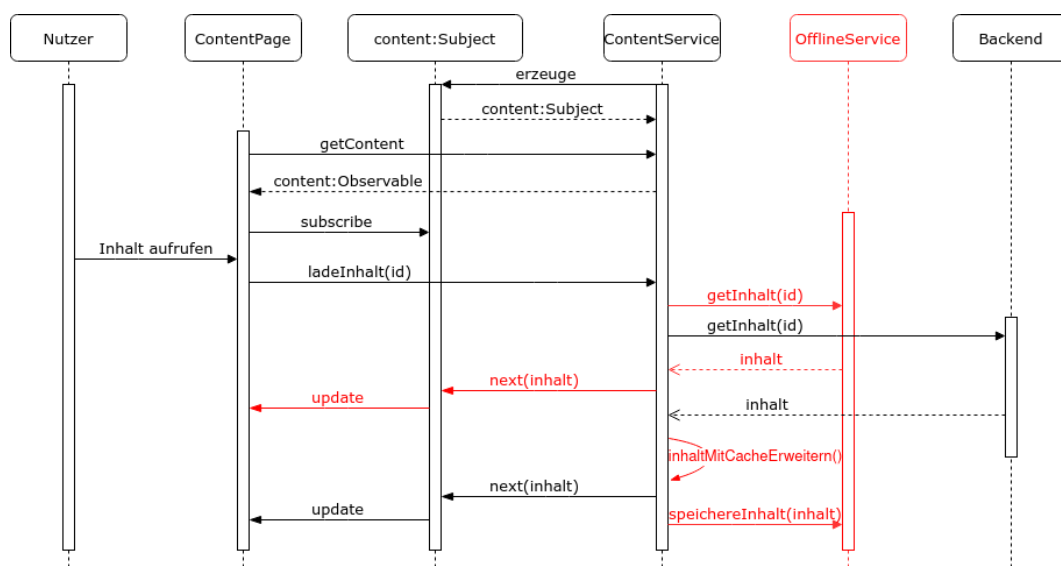 Nutzer
ContentPage
content:Subject
ContentService
OfflineService
Backend
erzeuge
content:Subject
getContent
content:Observable
subscribe
Inhalt aufrufen
ladeInhalt(id)
getInhalt(id)
getInhalt(id)
inhalt
next(inhalt)
update
inhalt
inhaltMitCacheErweitern()
next(inhalt)
update
speichereInhalt(inhalt)